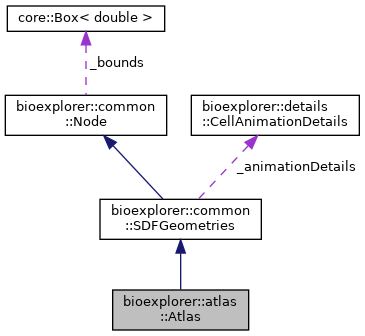 core::Box< double >
_bounds
bioexplorer::common
::Node
bioexplorer::details
::CellAnimationDetails
_animationDetails
bioexplorer::common
::SDFGeometries
bioexplorer::atlas
::Atlas